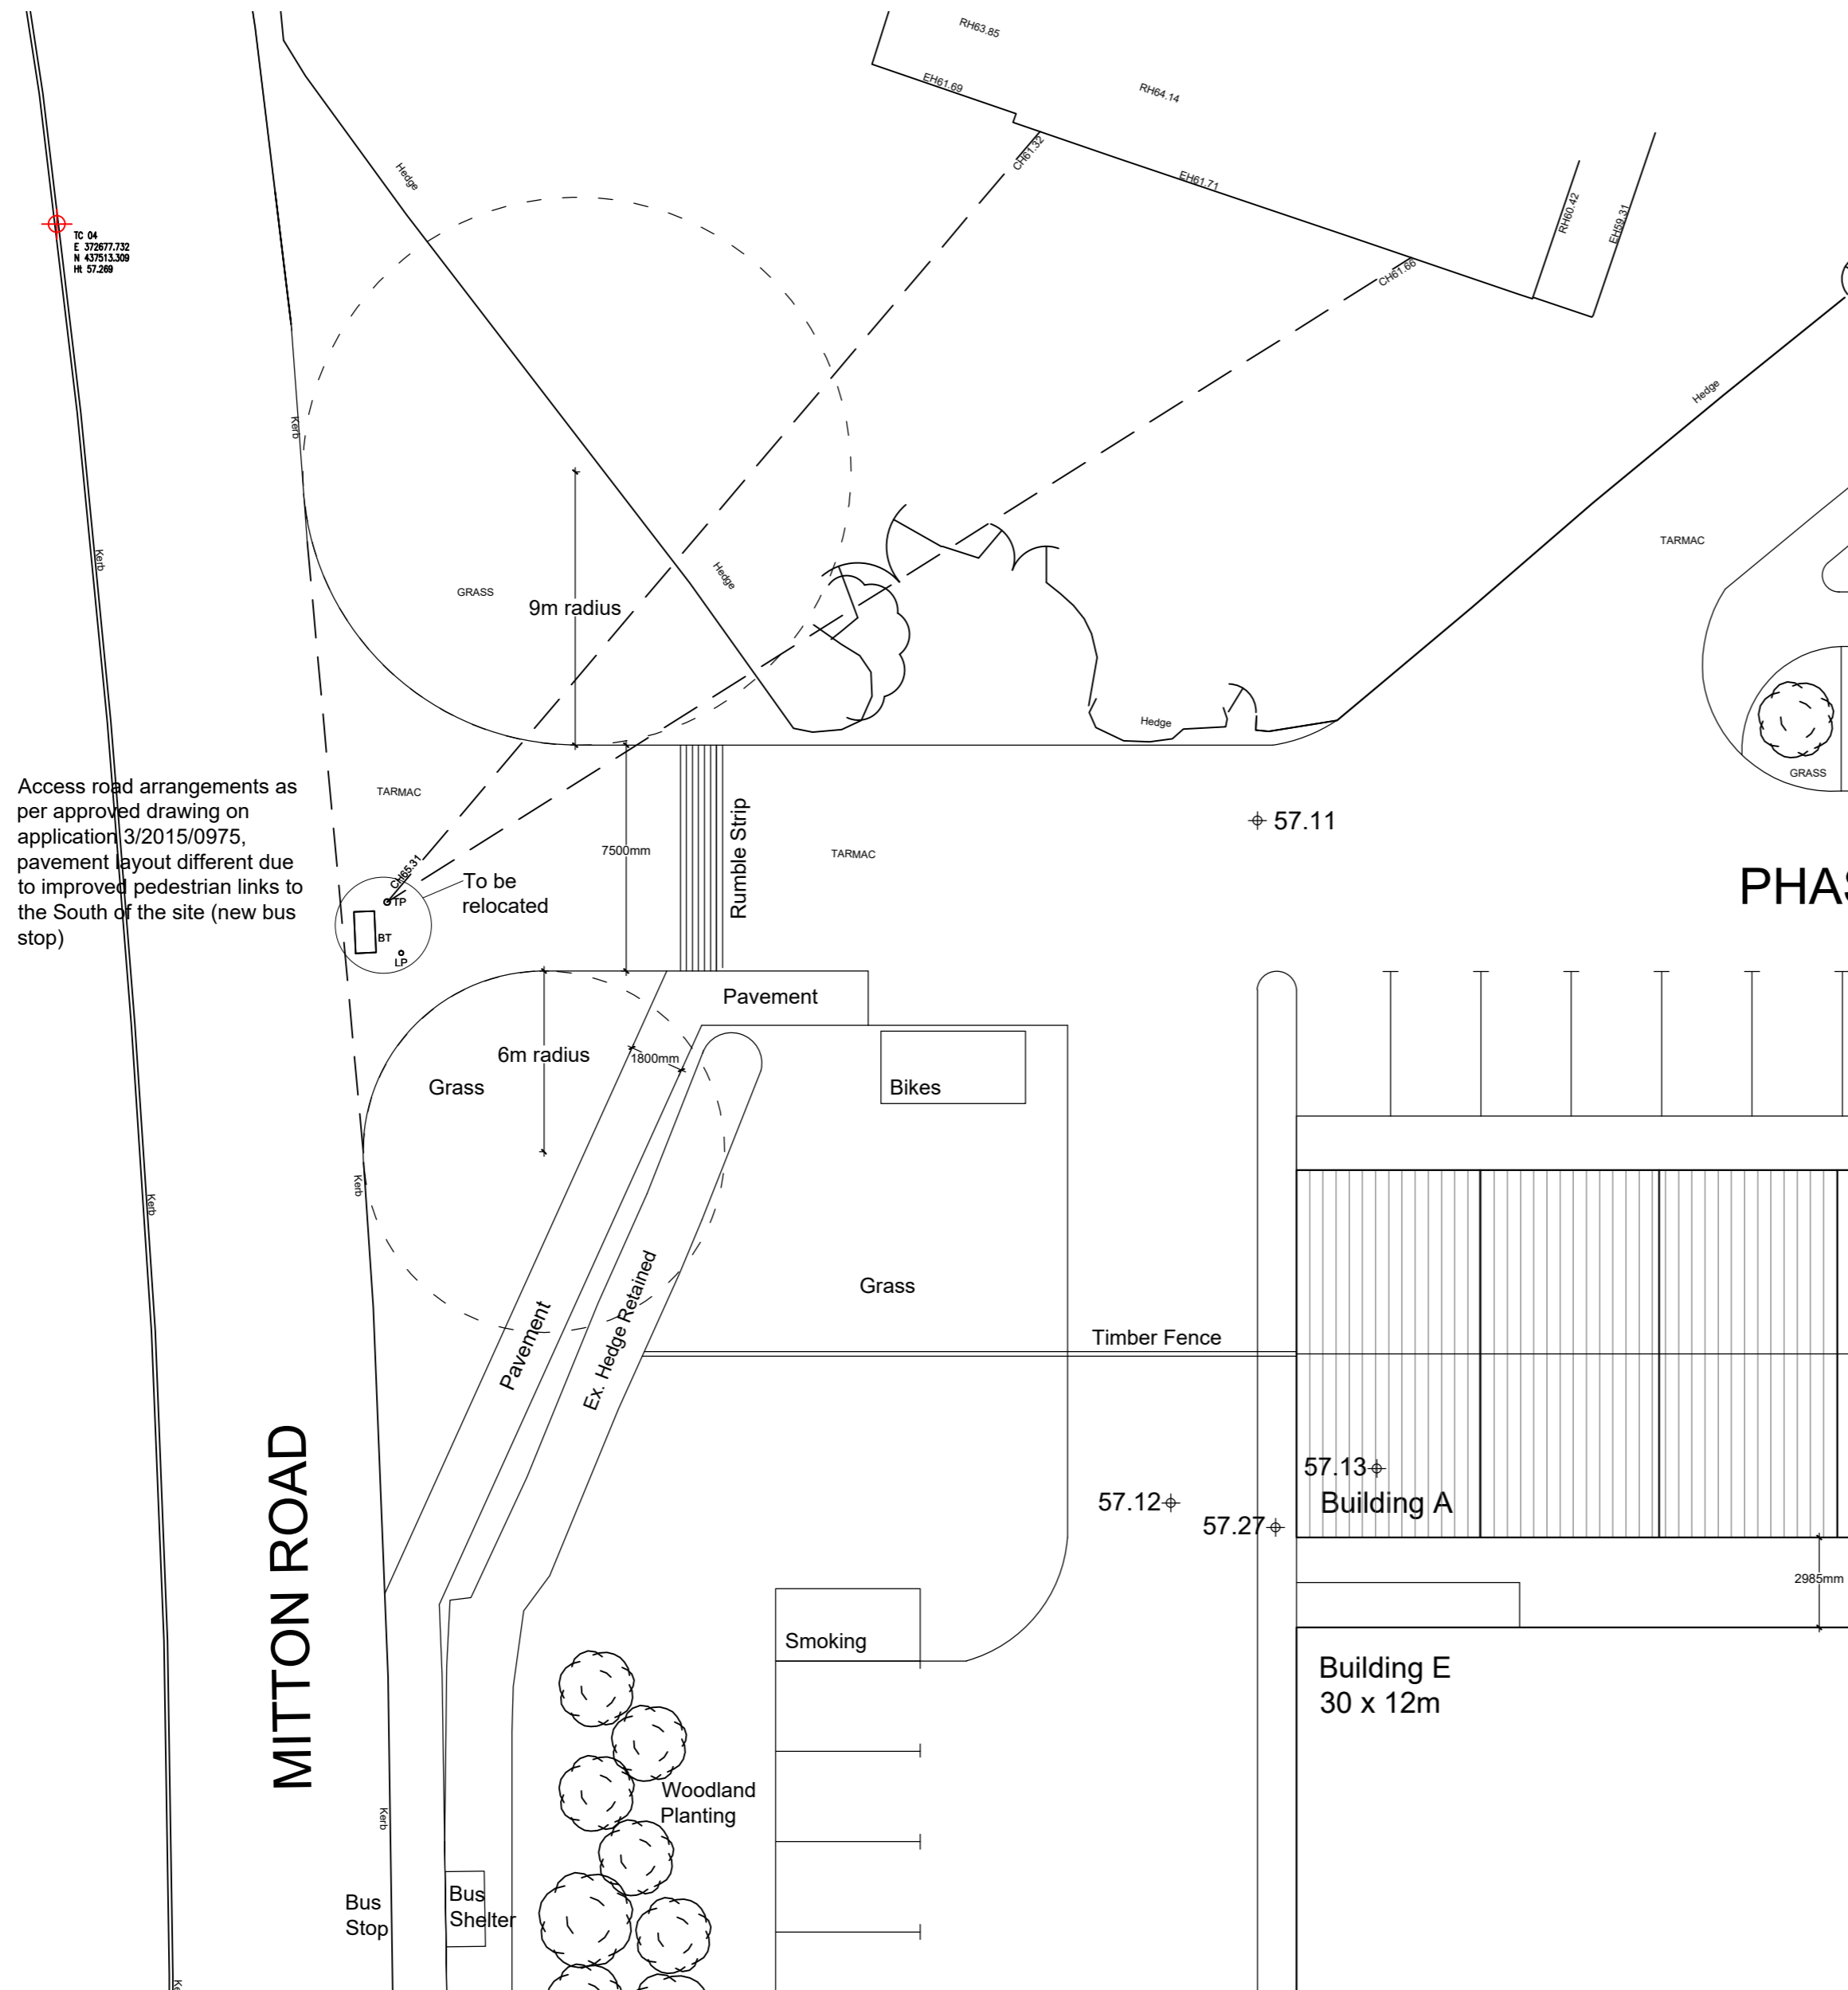 RH63.85
EH61.69
RH64.14
CH61.32
EH61.71
RH60.42
EH59.31
CH61.66
Hedge
TC 04
E 372677.732
N 437513.309
Ht 57.269
Hedge
Kerb
Kerb
TARMAC
GRASS
9m radius
Hedge
Hedge
GRASS
Access road arrangements as
per approved drawing on
application 3/2015/0975,
pavement layout different due
to improved pedestrian links to
the South of the site (new bus
stop)
TARMAC
7500mm
Rumble Strip
TARMAC
57.11
CH65.31
TP
BT
LP
To be
relocated
PHAS
Pavement
6m radius
1800mm
Grass
Bikes
Kerb
Kerb
Grass
Pavement
Ex. Hedge Retained
Timber Fence
MITTON ROAD
57.13
Building A
57.12
57.27
2985mm
Smoking
Building E
30 x 12m
Woodland
Planting
Kerb
Bus
Stop
Bus
Shelter